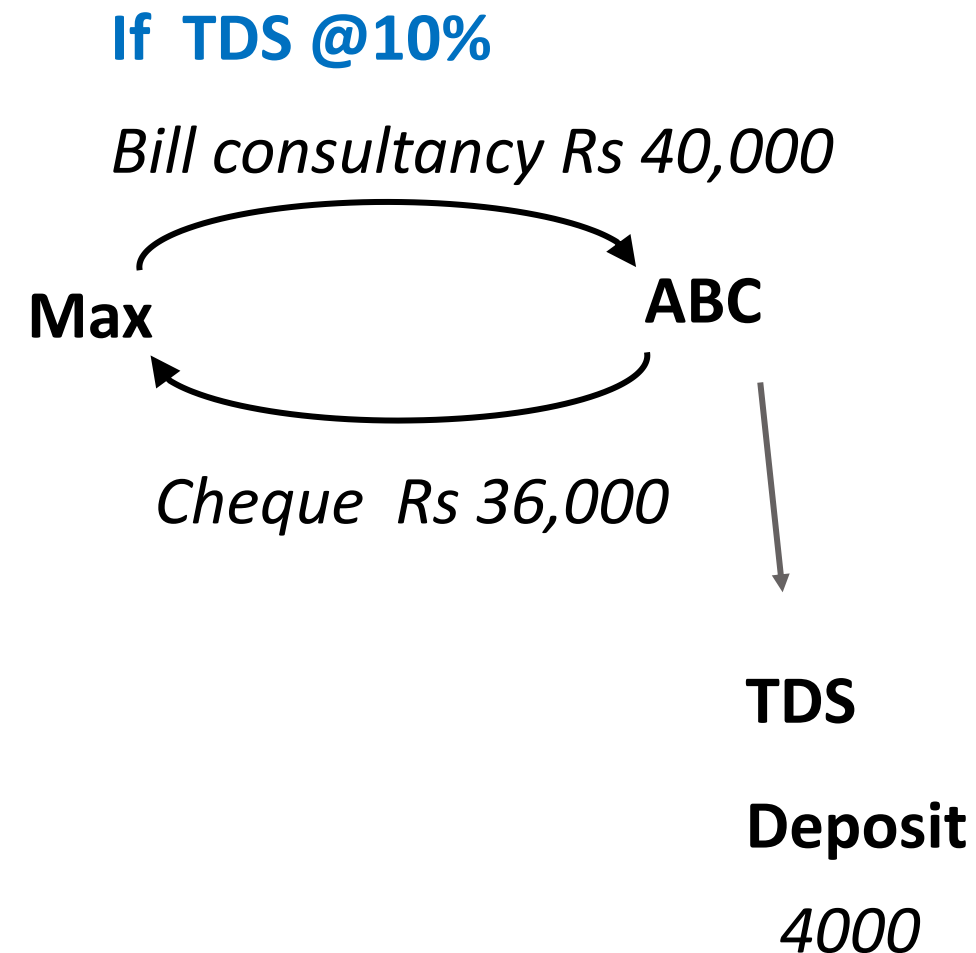 If TDS @10%
Bill consultancy Rs 40,000
Max
ABC
Cheque Rs 36,000
TDS
Deposit
4000